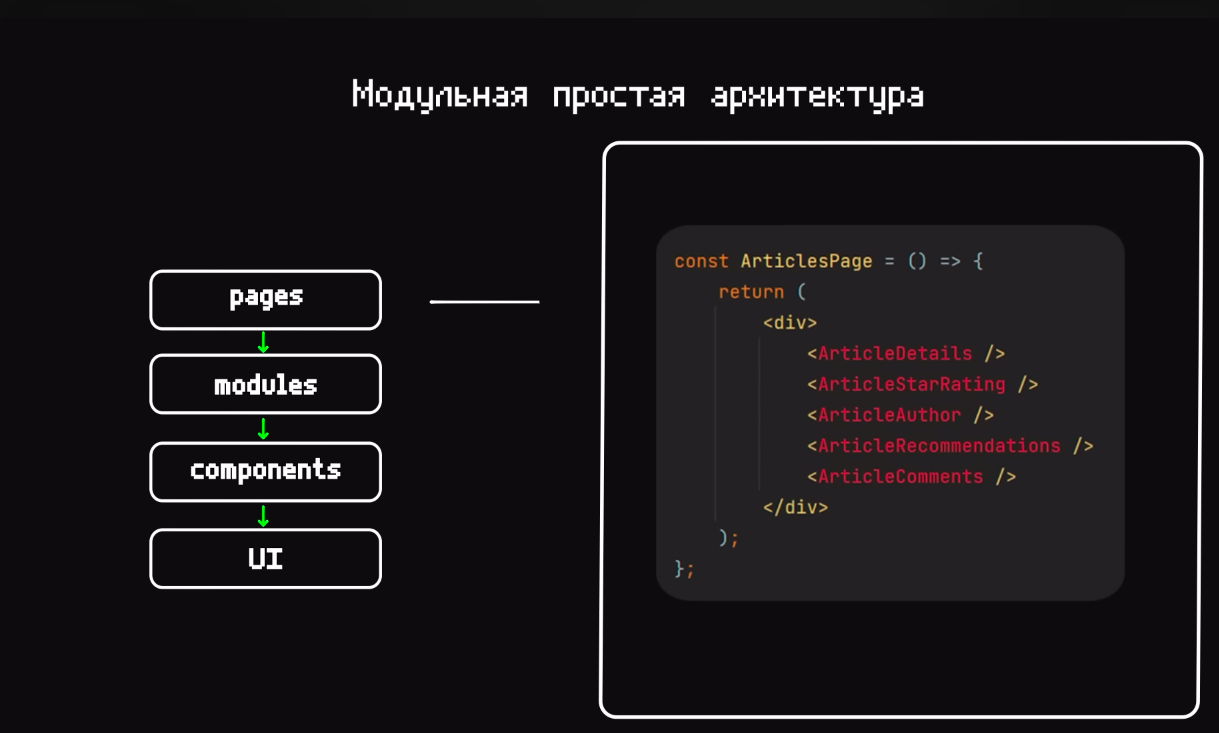 Модульная простая архитектура
pages
modules
components
UI
const ArticlesPage = () => {
return (
<div>
<ArticleDetails />
<ArticleStarRating />
<ArticleAuthor />
<ArticleRecommendations />
<ArticleComments />
</div>
);
};